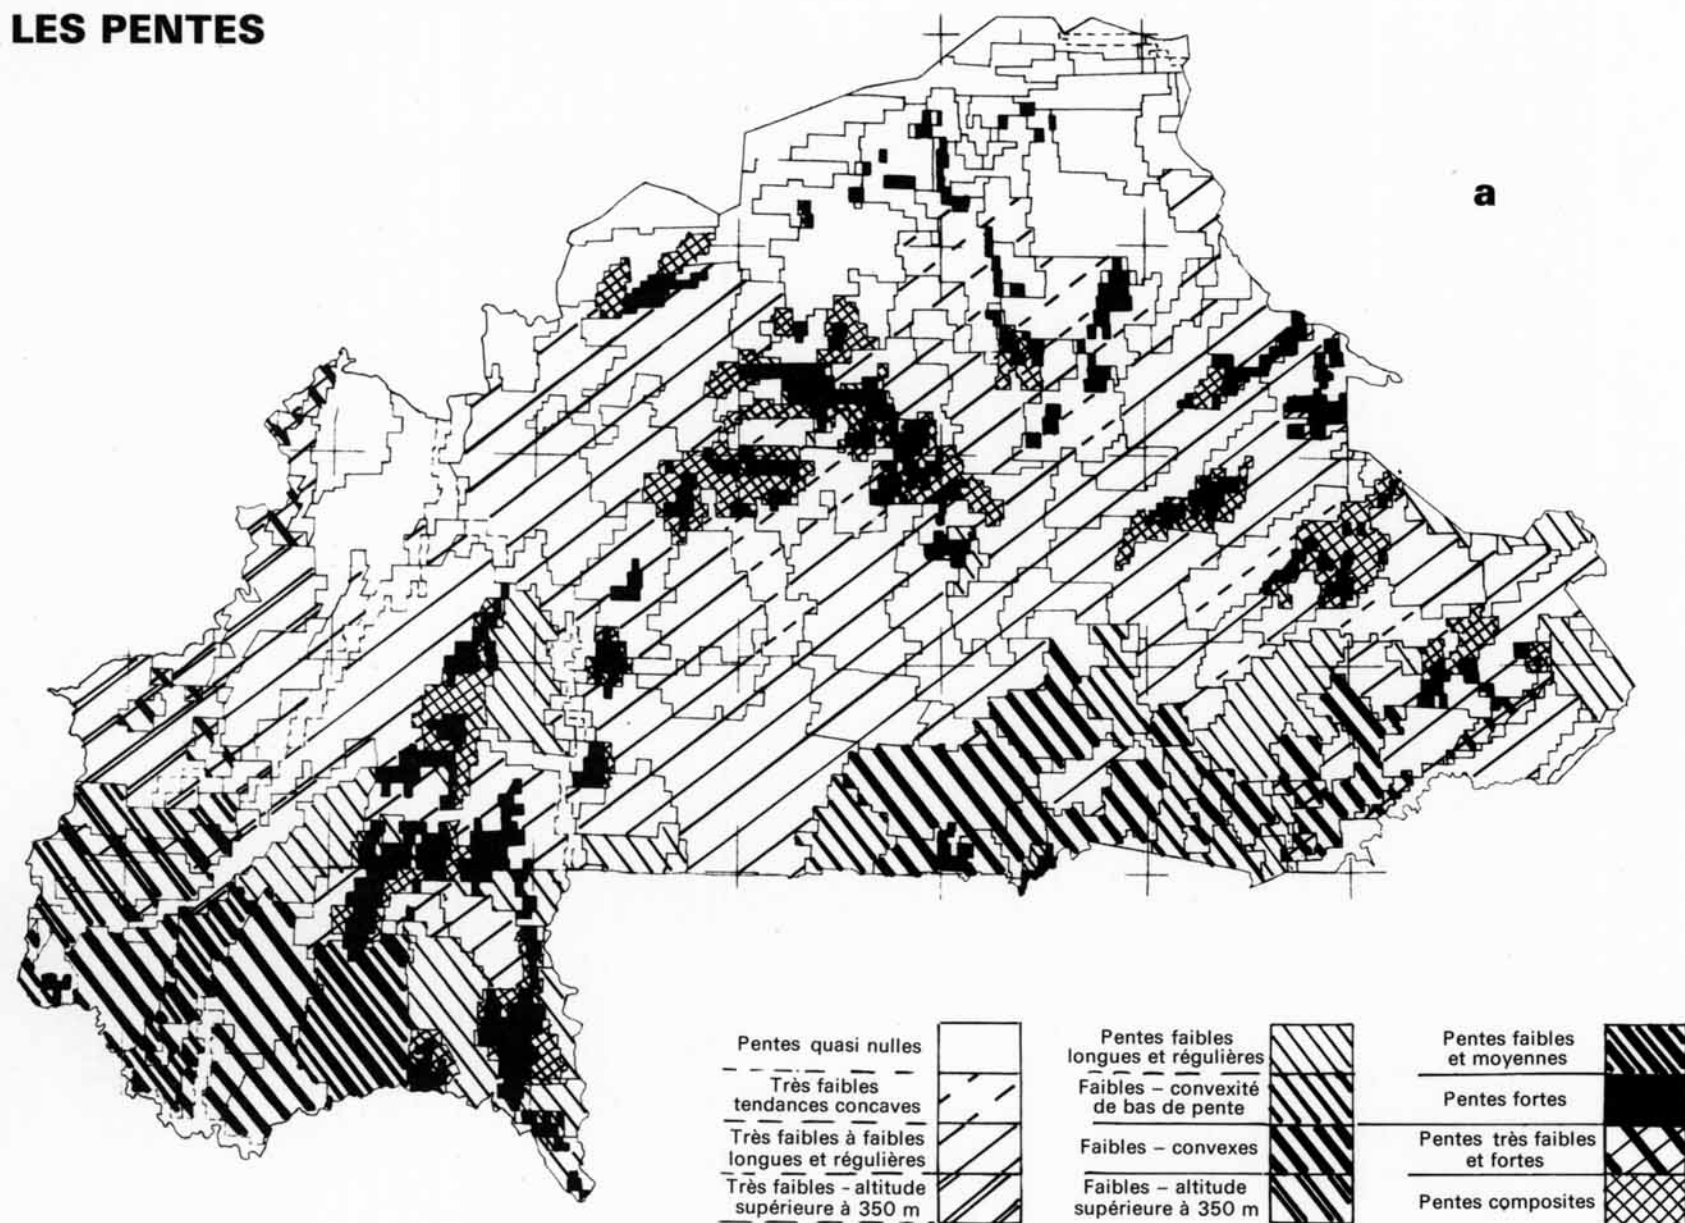 LES PENTES
a
Pentes quasi nulles
Très faibles
tendances concaves
Très faibles à faibles
longues et régulières
Très faibles - altitude
supérieure à 350 m
Pentes faibles
longues et régulières
Faibles – convexité
de bas de pente
Faibles – convexes
Faibles – altitude
supérieure à 350 m
Pentes faibles
et moyennes
Pentes fortes
Pentes très faibles
et fortes
Pentes composites